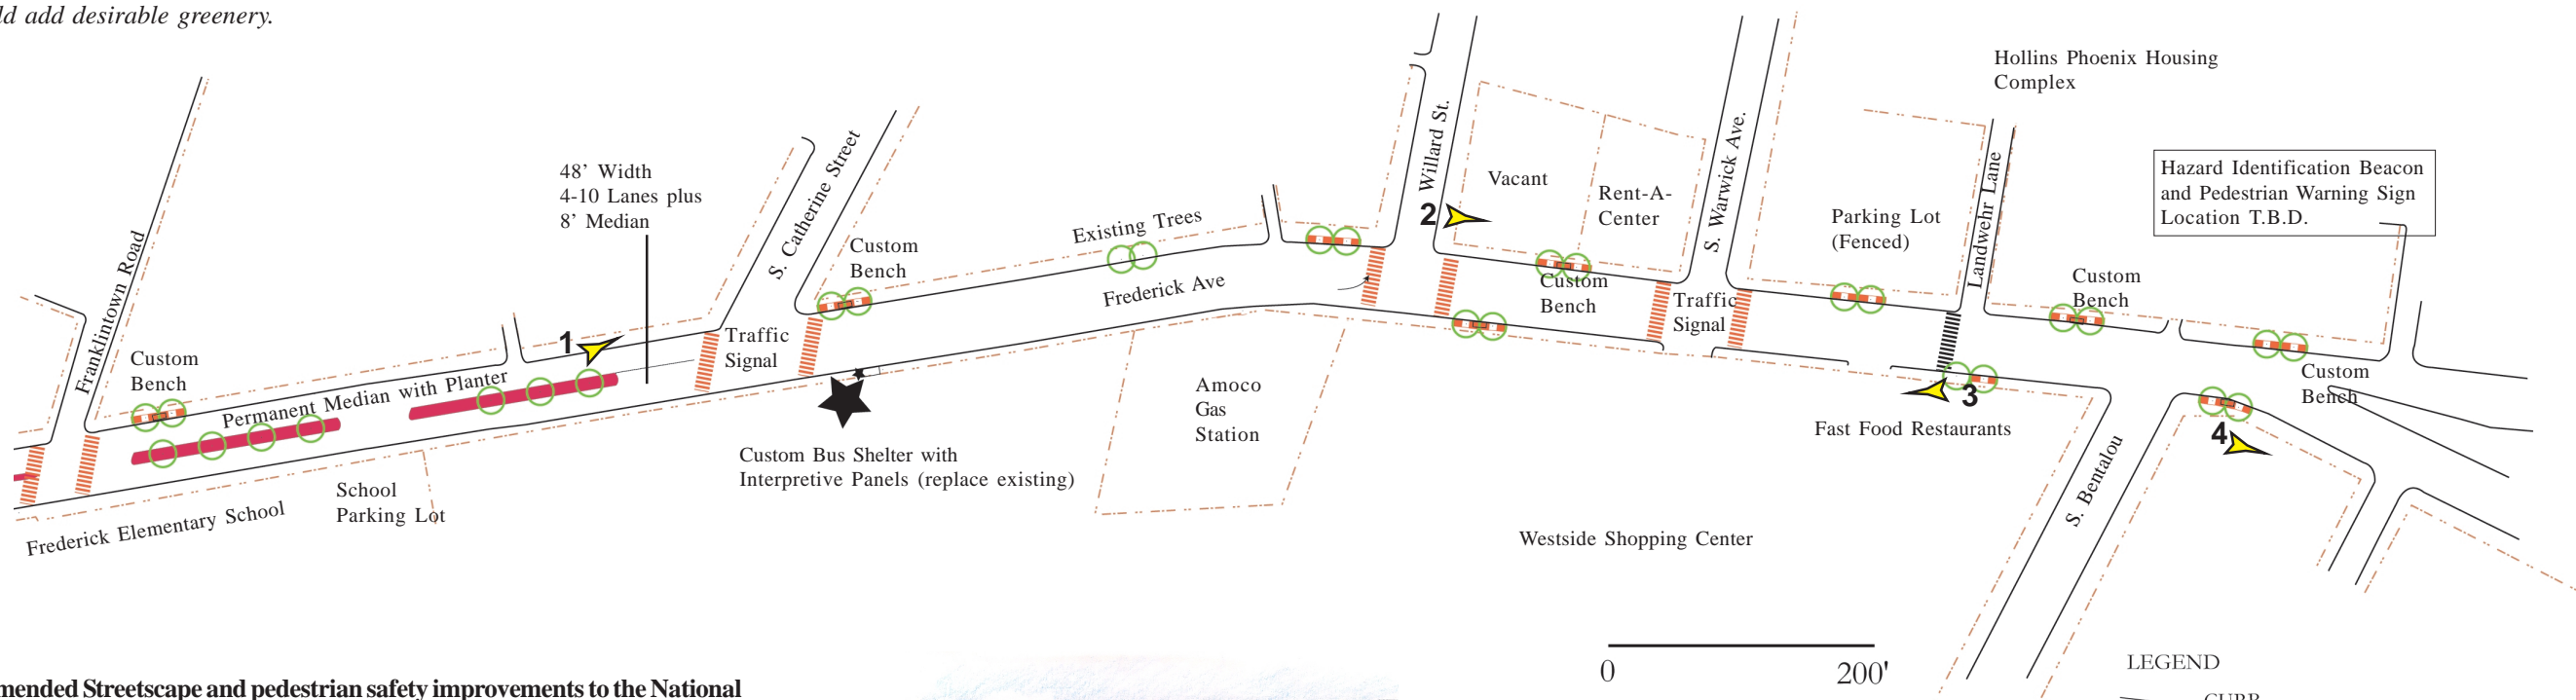 ld add desirable greenery.
Hollins Phoenix Housing
Complex
Hazard Identification Beacon
and Pedestrian Warning Sign
Location T.B.D.
48’ Width
4-10 Lanes plus
8’ Median
Franklintown Road
S. Catherine Street
Willard St.
S. Warwick Ave.
Landwehr Lane
Vacant
Rent-A-
Center
Parking Lot
(Fenced)
2
Custom
Bench
Existing Trees
Frederick Ave
Custom
Bench
Traffic
Signal
Custom
Bench
1
Traffic
Signal
Custom
Bench
Permanent Median with Planter
Custom
Bench
3
Fast Food Restaurants
4
Amoco
Gas
Station
Custom Bus Shelter with
Interpretive Panels (replace existing)
School
Parking Lot
Frederick Elementary School
S. Bentalou
Westside Shopping Center
0
200'
LEGEND
CURB
mended Streetscape and pedestrian safety improvements to the National